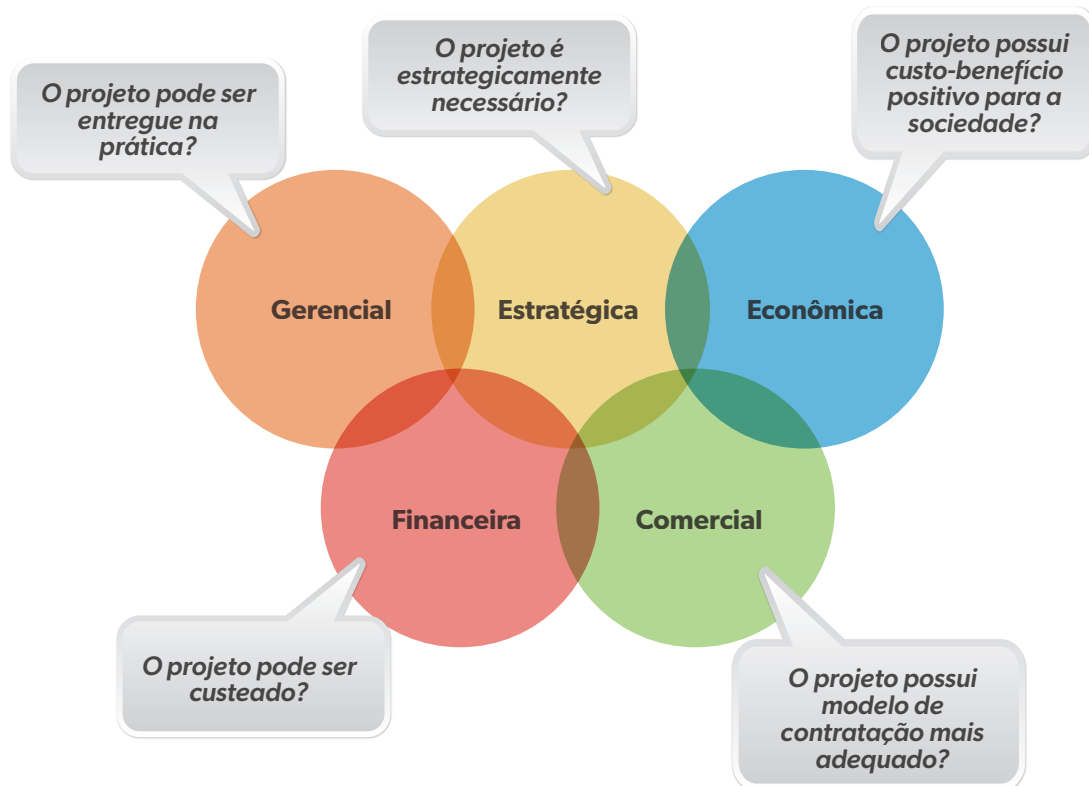 O projeto pode ser
entregue na
prática?
O projeto é
estrategicamente
necessário?
O projeto possui
custo-benefício
positivo para a
sociedade?
Gerencial
Estratégica
Econômica
Financeira
Comercial
O projeto pode ser
custeado?
O projeto possui
modelo de
contratação mais
adequado?